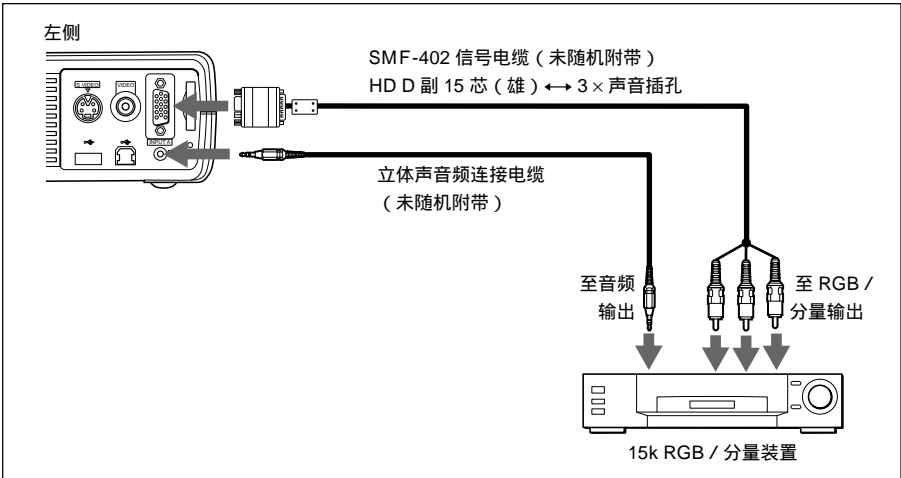 左侧
SMF-402 信号电缆（未随机附带）
HD D 副 15 芯（雄）↔ 3 × 声音插孔
S VIDEO
VIDEO
INPUT A
立体声音频连接电缆
（未随机附带）
至音频
输出
至 RGB /
分量输出
15k RGB / 分量装置